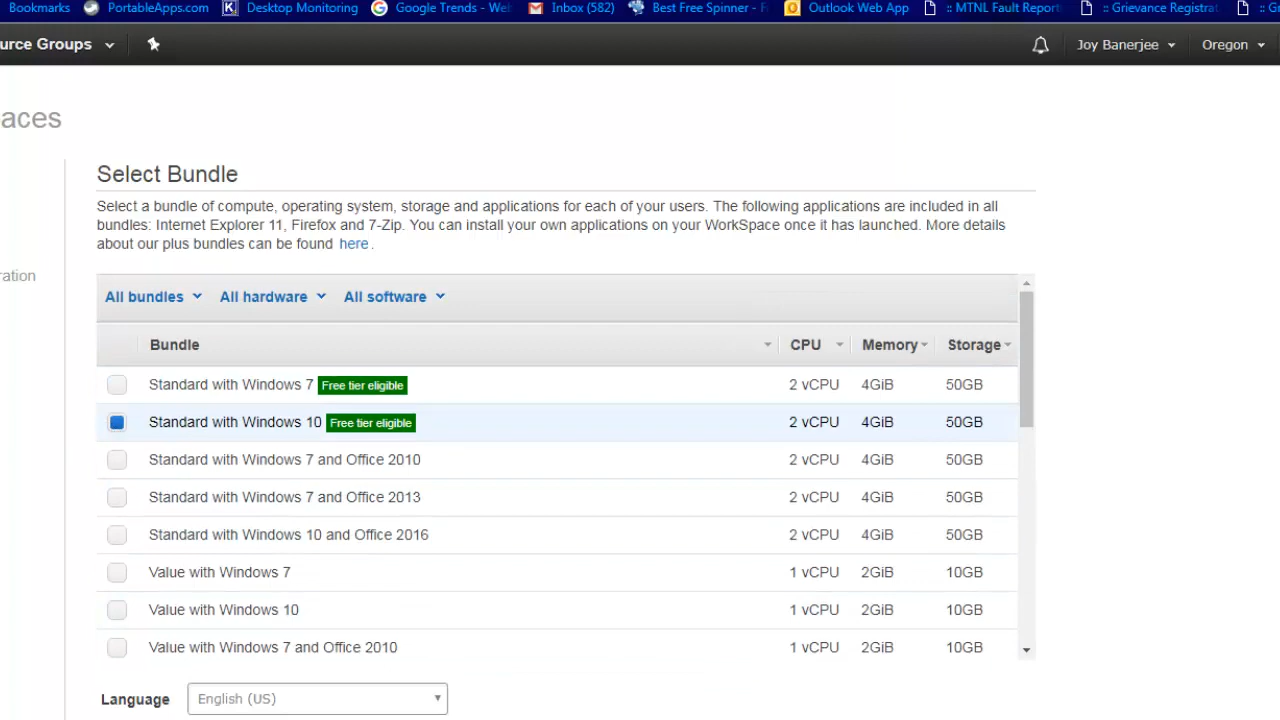 Bookmarks PortableApps.com Desktop Monitoring Google Trends - We Inbox (582) Best Free Spinner - F Outlook Web App :: MTNL Fault Report :: Grievance Registra :: G
urce Groups Joy Banerjee Oregon
aces
Select Bundle
Select a bundle of compute, operating system, storage and applications for each of your users. The following applications are included in all
bundles: Internet Explorer 11, Firefox and 7-Zip. You can install your own applications on your WorkSpace once it has launched. More details
about our plus bundles can be found here.
ration
All bundles All hardware All software
Bundle CPU Memory Storage
Standard with Windows 7 Free tier eligible 2 vCPU 4GiB 50GB
Standard with Windows 10 Free tier eligible 2 vCPU 4GiB 50GB
Standard with Windows 7 and Office 2010 2 vCPU 4GiB 50GB
Standard with Windows 7 and Office 2013 2 vCPU 4GiB 50GB
Standard with Windows 10 and Office 2016 2 vCPU 4GiB 50GB
Value with Windows 7 1 vCPU 2GiB 10GB
Value with Windows 10 1 vCPU 2GiB 10GB
Value with Windows 7 and Office 2010 1 vCPU 2GiB 10GB
Language English (US)